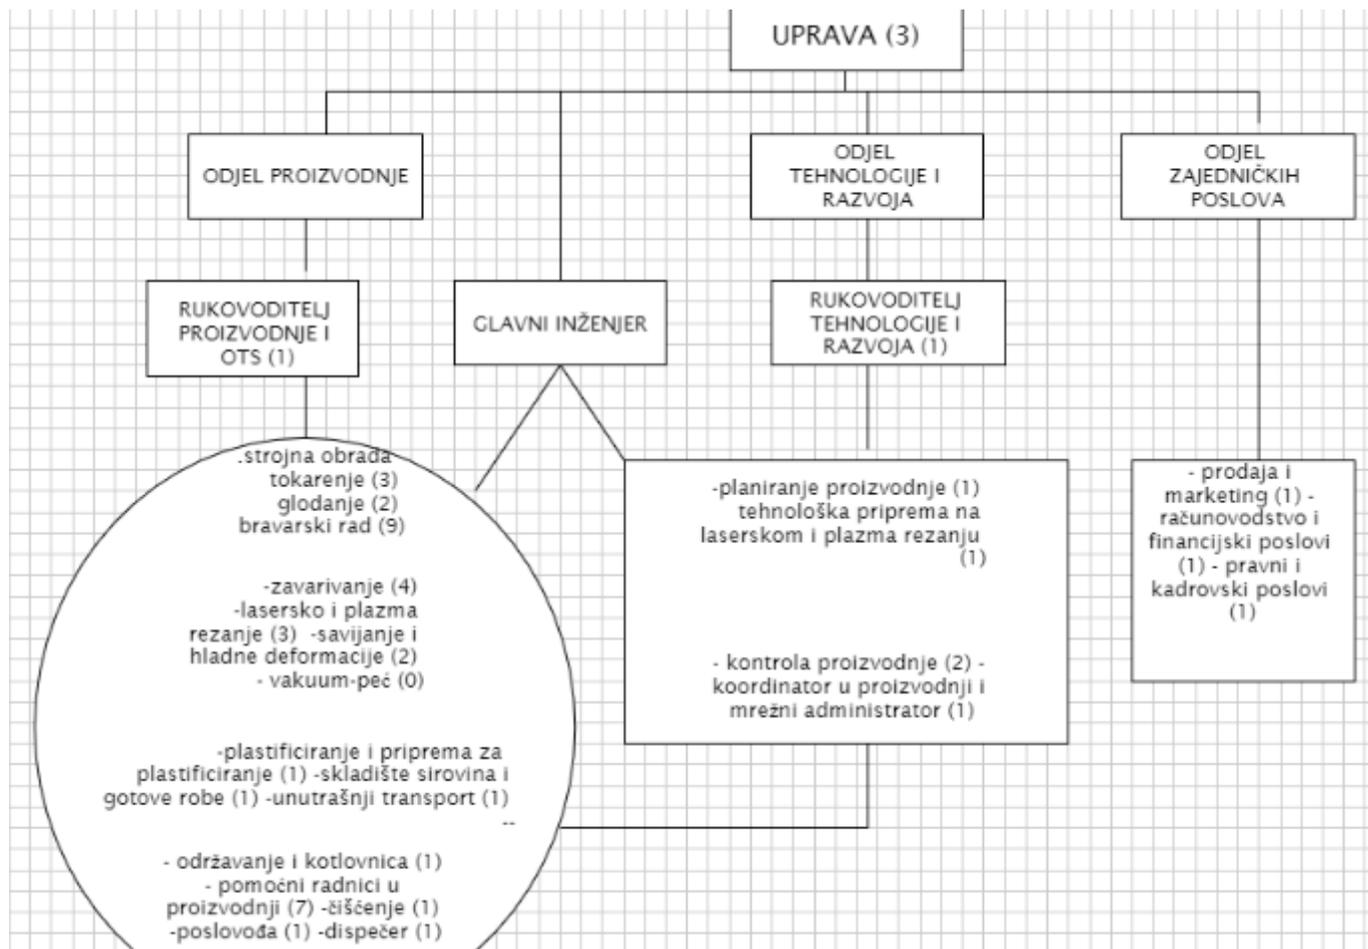 UPRAVA (3)
ODJEL PROIZVODNJE
ODJEL
TEHNOLOGIJE I
RAZVOJA
ODJEL
ZAJEDNIČKIH
POSLOVA
RUKOVODITELJ
PROIZVODNJE I
OTS (1)
GLAVNI INŽENJER
RUKOVODITELJ
TEHNOLOGIJE I
RAZVOJA (1)
.strojna obrada
tokarenje (3)
glodanje (2)
bravarski rad (9)
-zavarivanje (4)
-lasersko i plazma
rezanje (3) -savijanje i
hladne deformacije (2)
- vakuum-peć (0)
-plastificiranje i priprema za
plastificiranje (1) -skladište sirovina i
gotove robe (1) -unutrašnji transport (1)
--
- održavanje i kotlovnica (1)
- pomoćni radnici u
proizvodnji (7) -čišćenje (1)
-poslovođa (1) -dispečer (1)
-planiranje proizvodnje (1)
tehnološka priprema na
laserskom i plazma rezanju
(1)
- kontrola proizvodnje (2) -
koordinator u proizvodnji i
mrežni administrator (1)
- prodaja i
marketing (1) -
računovodstvo i
financijski poslovi
(1) - pravni i
kadrovski poslovi
(1)